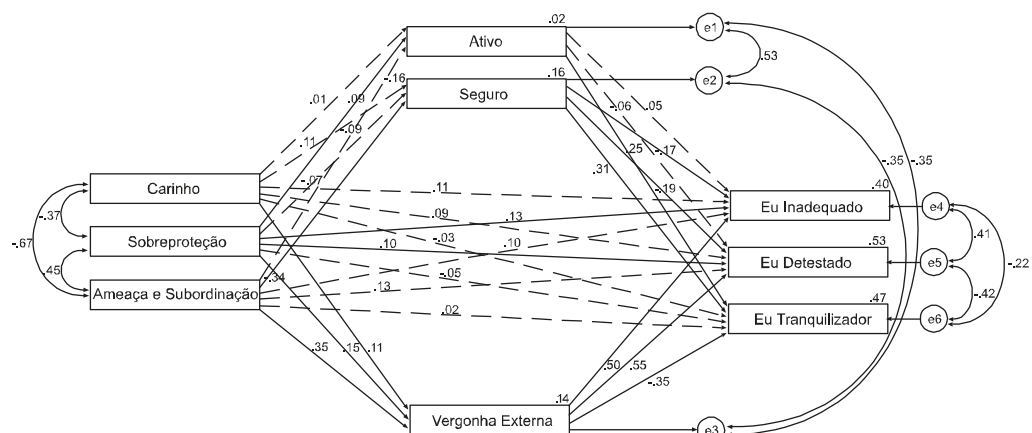 .02
Ativo
e1
.53
.16
-.16
Seguro
e2
.01
.09
-.09
-.06
.05
.11
-.07
.25
-.17
.31
-.19
-.35
-.35
Carinho
.11
.40
Eu Inadequado
e4
-.37
.09
.13
-.67
Sobreproteção
-.03
.10
.10
.53
.41
Eu Detestado
e5
-.22
.45
-.34
-.05
Ameaça e Subordinação
.13
.47
-.42
.02
Eu Tranquilizador
e6
.35
.15
.11
.50
.55
-.35
.14
Vergonha Externa
e3